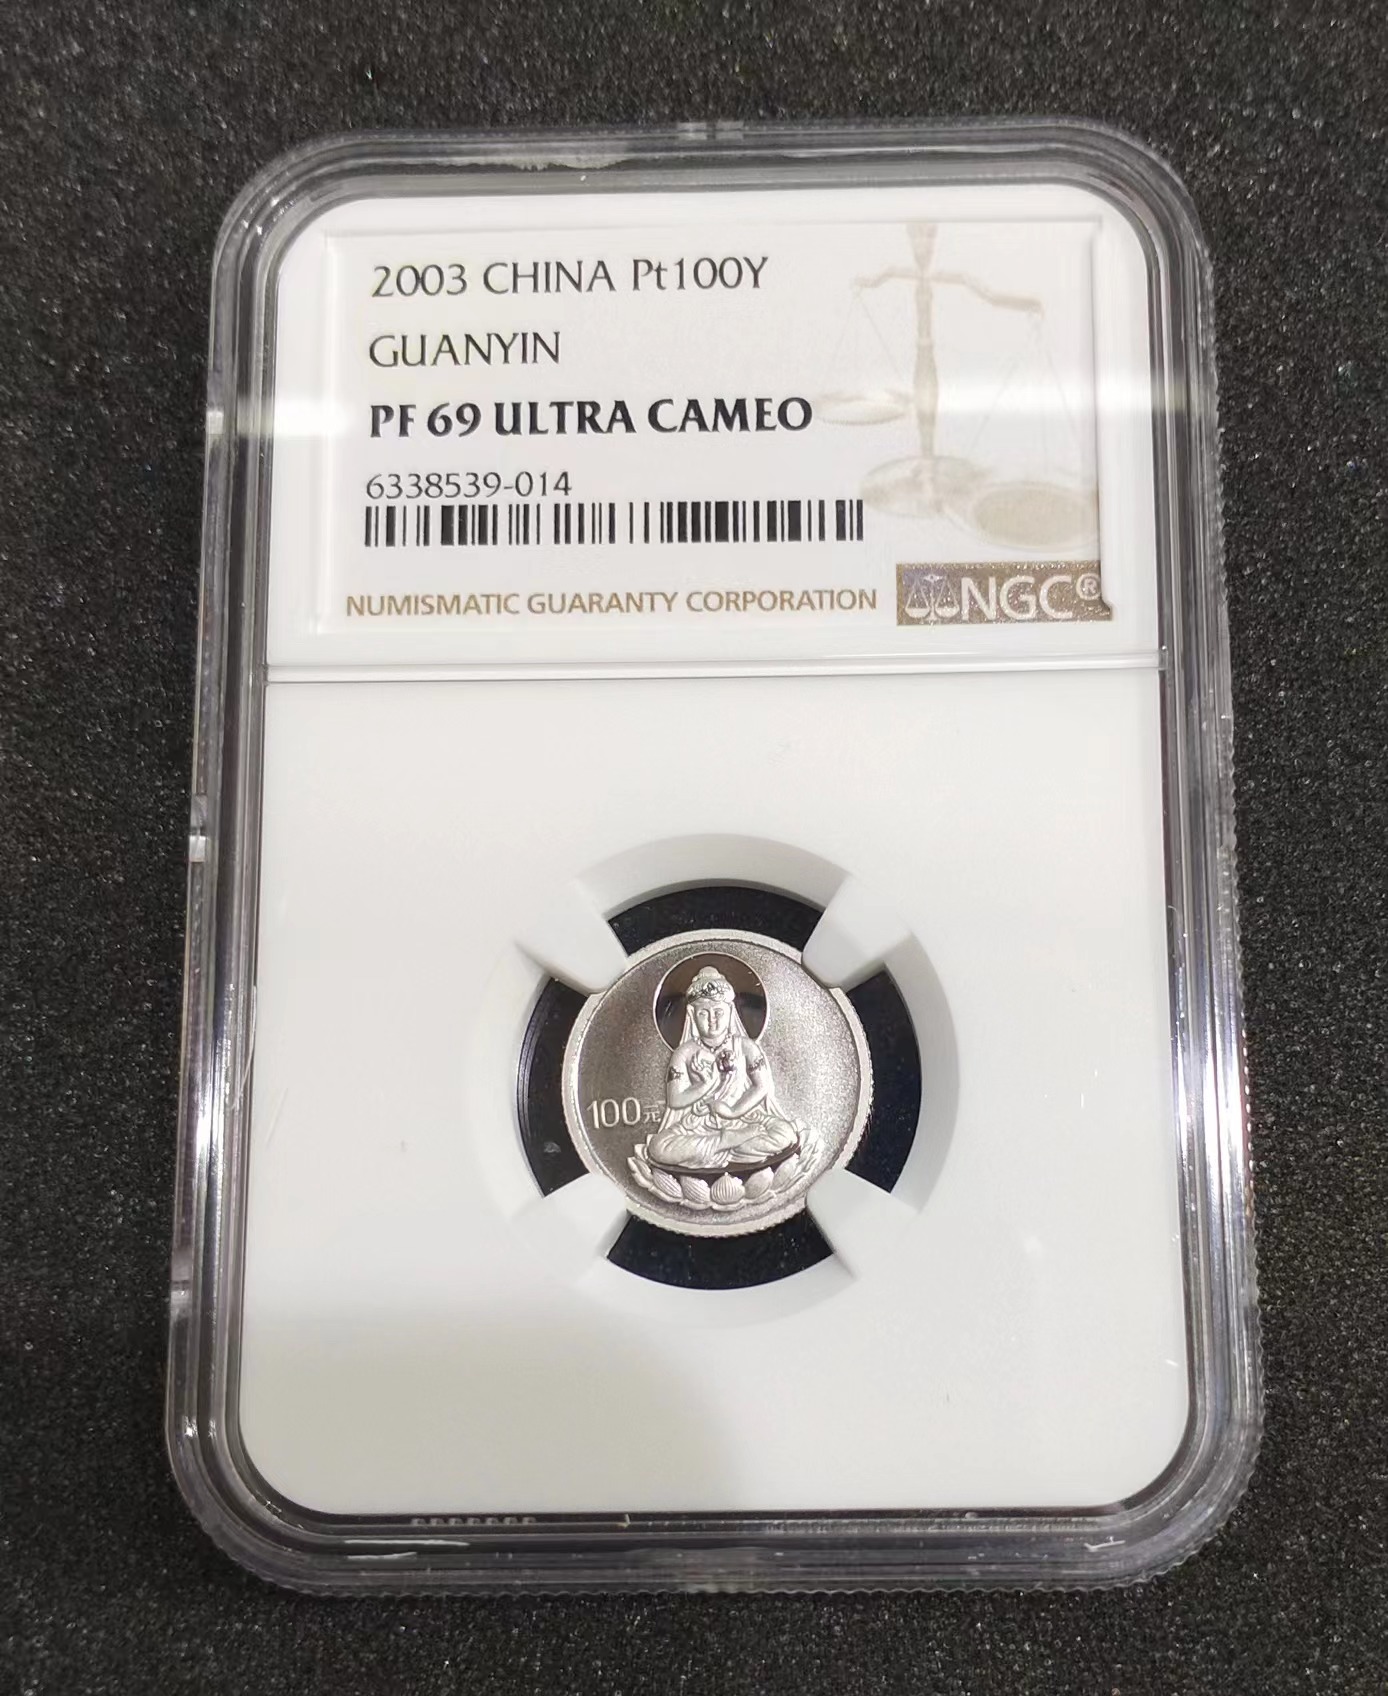 2003 CHINA Pt100Y
GUANYIN
PF 69 ULTRA CAMEO
6338539-014
NUMISMATIC GUARANTY CORPORATION
NGC®
100元